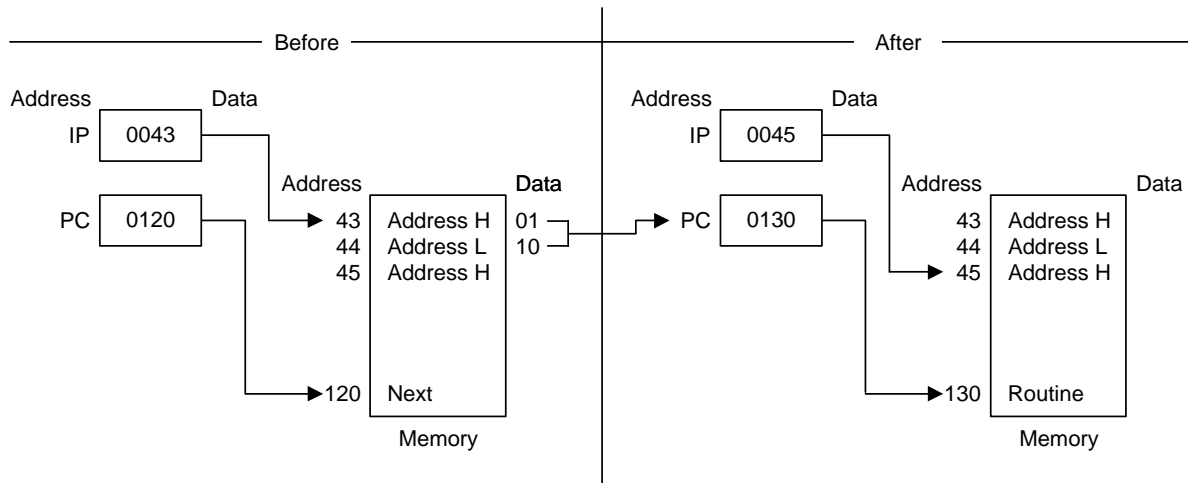 Before
Address Data
IP 0043
PC 0120
Address Data
43 Address H 01
44 Address L 10
45 Address H
120 Next
Memory
After
Address Data
IP 0045
PC 0130
Address Data
43 Address H
44 Address L
45 Address H
130 Routine
Memory